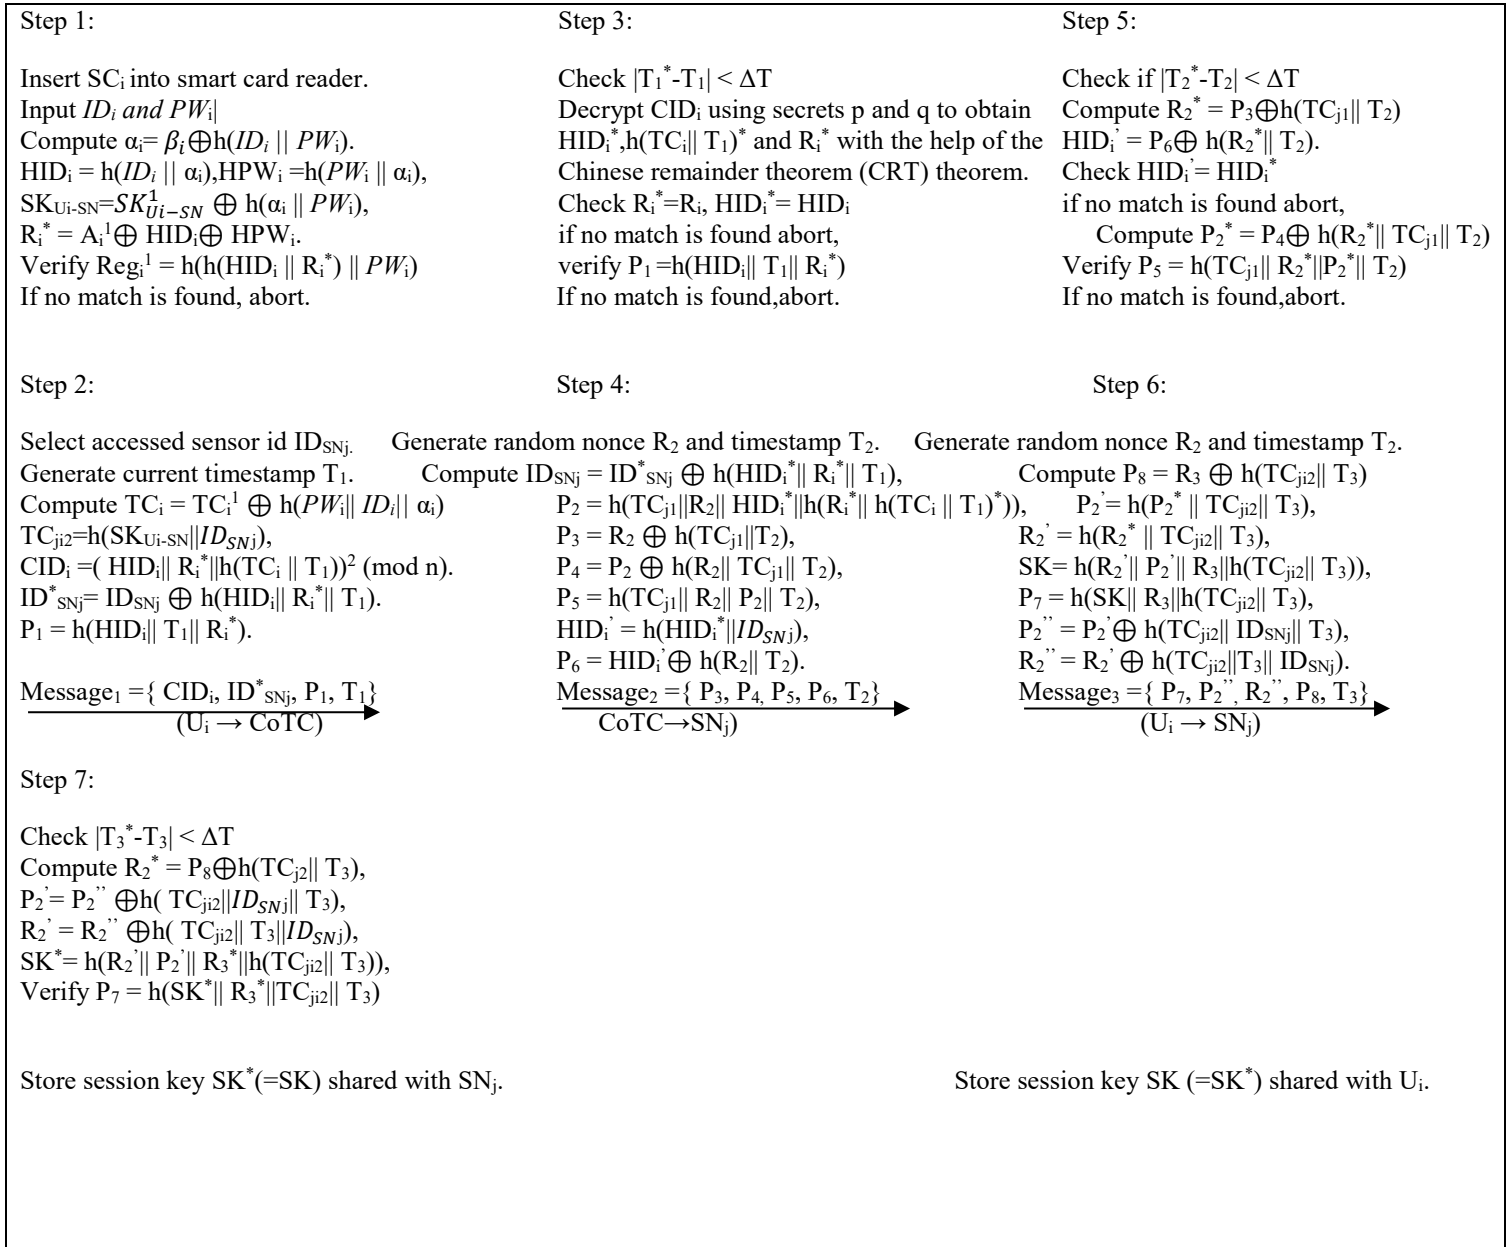 Step 1:
Insert SCi into smart card reader.
Input IDi and PWi|
Compute αi= βi⊕h(IDi || PWi).
HIDi = h(IDi || αi),HPWi =h(PWi || αi),
SKUi-SN=SK¹Ui−SN ⊕ h(αi || PWi),
Ri* = Ai¹⊕ HIDi⊕ HPWi.
Verify Regi¹ = h(h(HIDi || Ri*) || PWi)
If no match is found, abort.
Step 3:
Check |T1*-T1| < ΔT
Decrypt CIDi using secrets p and q to obtain
HIDi*,h(TCi|| T1)* and Ri* with the help of the
Chinese remainder theorem (CRT) theorem.
Check Ri*=Ri, HIDi*= HIDi
if no match is found abort,
verify P1 =h(HIDi|| T1|| Ri*)
If no match is found,abort.
Step 5:
Check if |T2*-T2| < ΔT
Compute R2* = P3⊕h(TCj1|| T2)
HIDi' = P6⊕ h(R2*|| T2).
Check HIDi'= HIDi*
if no match is found abort,
Compute P2* = P4⊕ h(R2*|| TCj1|| T2)
Verify P5 = h(TCj1|| R2*||P2*|| T2)
If no match is found,abort.
Step 2:
Select accessed sensor id IDSNj.
Generate current timestamp T1.
Compute TCi = TCi¹ ⊕ h(PWi|| IDi|| αi)
TCji2=h(SKUi-SN||IDSNj),
CIDi =( HIDi|| Ri*||h(TCi || T1))² (mod n).
ID*SNj= IDSNj ⊕ h(HIDi|| Ri*|| T1).
P1 = h(HIDi|| T1|| Ri*).
Message1 ={ CIDi, ID*SNj, P1, T1}
(Ui → CoTC)
Step 4:
Generate random nonce R2 and timestamp T2.
Compute IDSNj = ID*SNj ⊕ h(HIDi*|| Ri*|| T1),
P2 = h(TCj1||R2|| HIDi*||h(Ri*|| h(TCi || T1)*)),
P3 = R2 ⊕ h(TCj1||T2),
P4 = P2 ⊕ h(R2|| TCj1|| T2),
P5 = h(TCj1|| R2|| P2|| T2),
HIDi' = h(HIDi*||IDSNj),
P6 = HIDi'⊕ h(R2|| T2).
Message2 ={ P3, P4, P5, P6, T2}
CoTC→SNj)
Step 6:
Generate random nonce R2 and timestamp T2.
Compute P8 = R3 ⊕ h(TCji2|| T3)
P2'= h(P2* || TCji2|| T3),
R2' = h(R2* || TCji2|| T3),
SK= h(R2'|| P2'|| R3||h(TCji2|| T3)),
P7 = h(SK|| R3||h(TCji2|| T3),
P2'' = P2'⊕ h(TCji2|| IDSNj|| T3),
R2'' = R2' ⊕ h(TCji2||T3|| IDSNj).
Message3 ={ P7, P2'', R2'', P8, T3}
(Ui → SNj)
Step 7:
Check |T3*-T3| < ΔT
Compute R2* = P8⊕h(TCj2|| T3),
P2'= P2'' ⊕h( TCji2||IDSNj|| T3),
R2' = R2'' ⊕h( TCji2|| T3||IDSNj),
SK*= h(R2'|| P2'|| R3*||h(TCji2|| T3)),
Verify P7 = h(SK*|| R3*||TCji2|| T3)
Store session key SK*(=SK) shared with SNj.
Store session key SK (=SK*) shared with Ui.